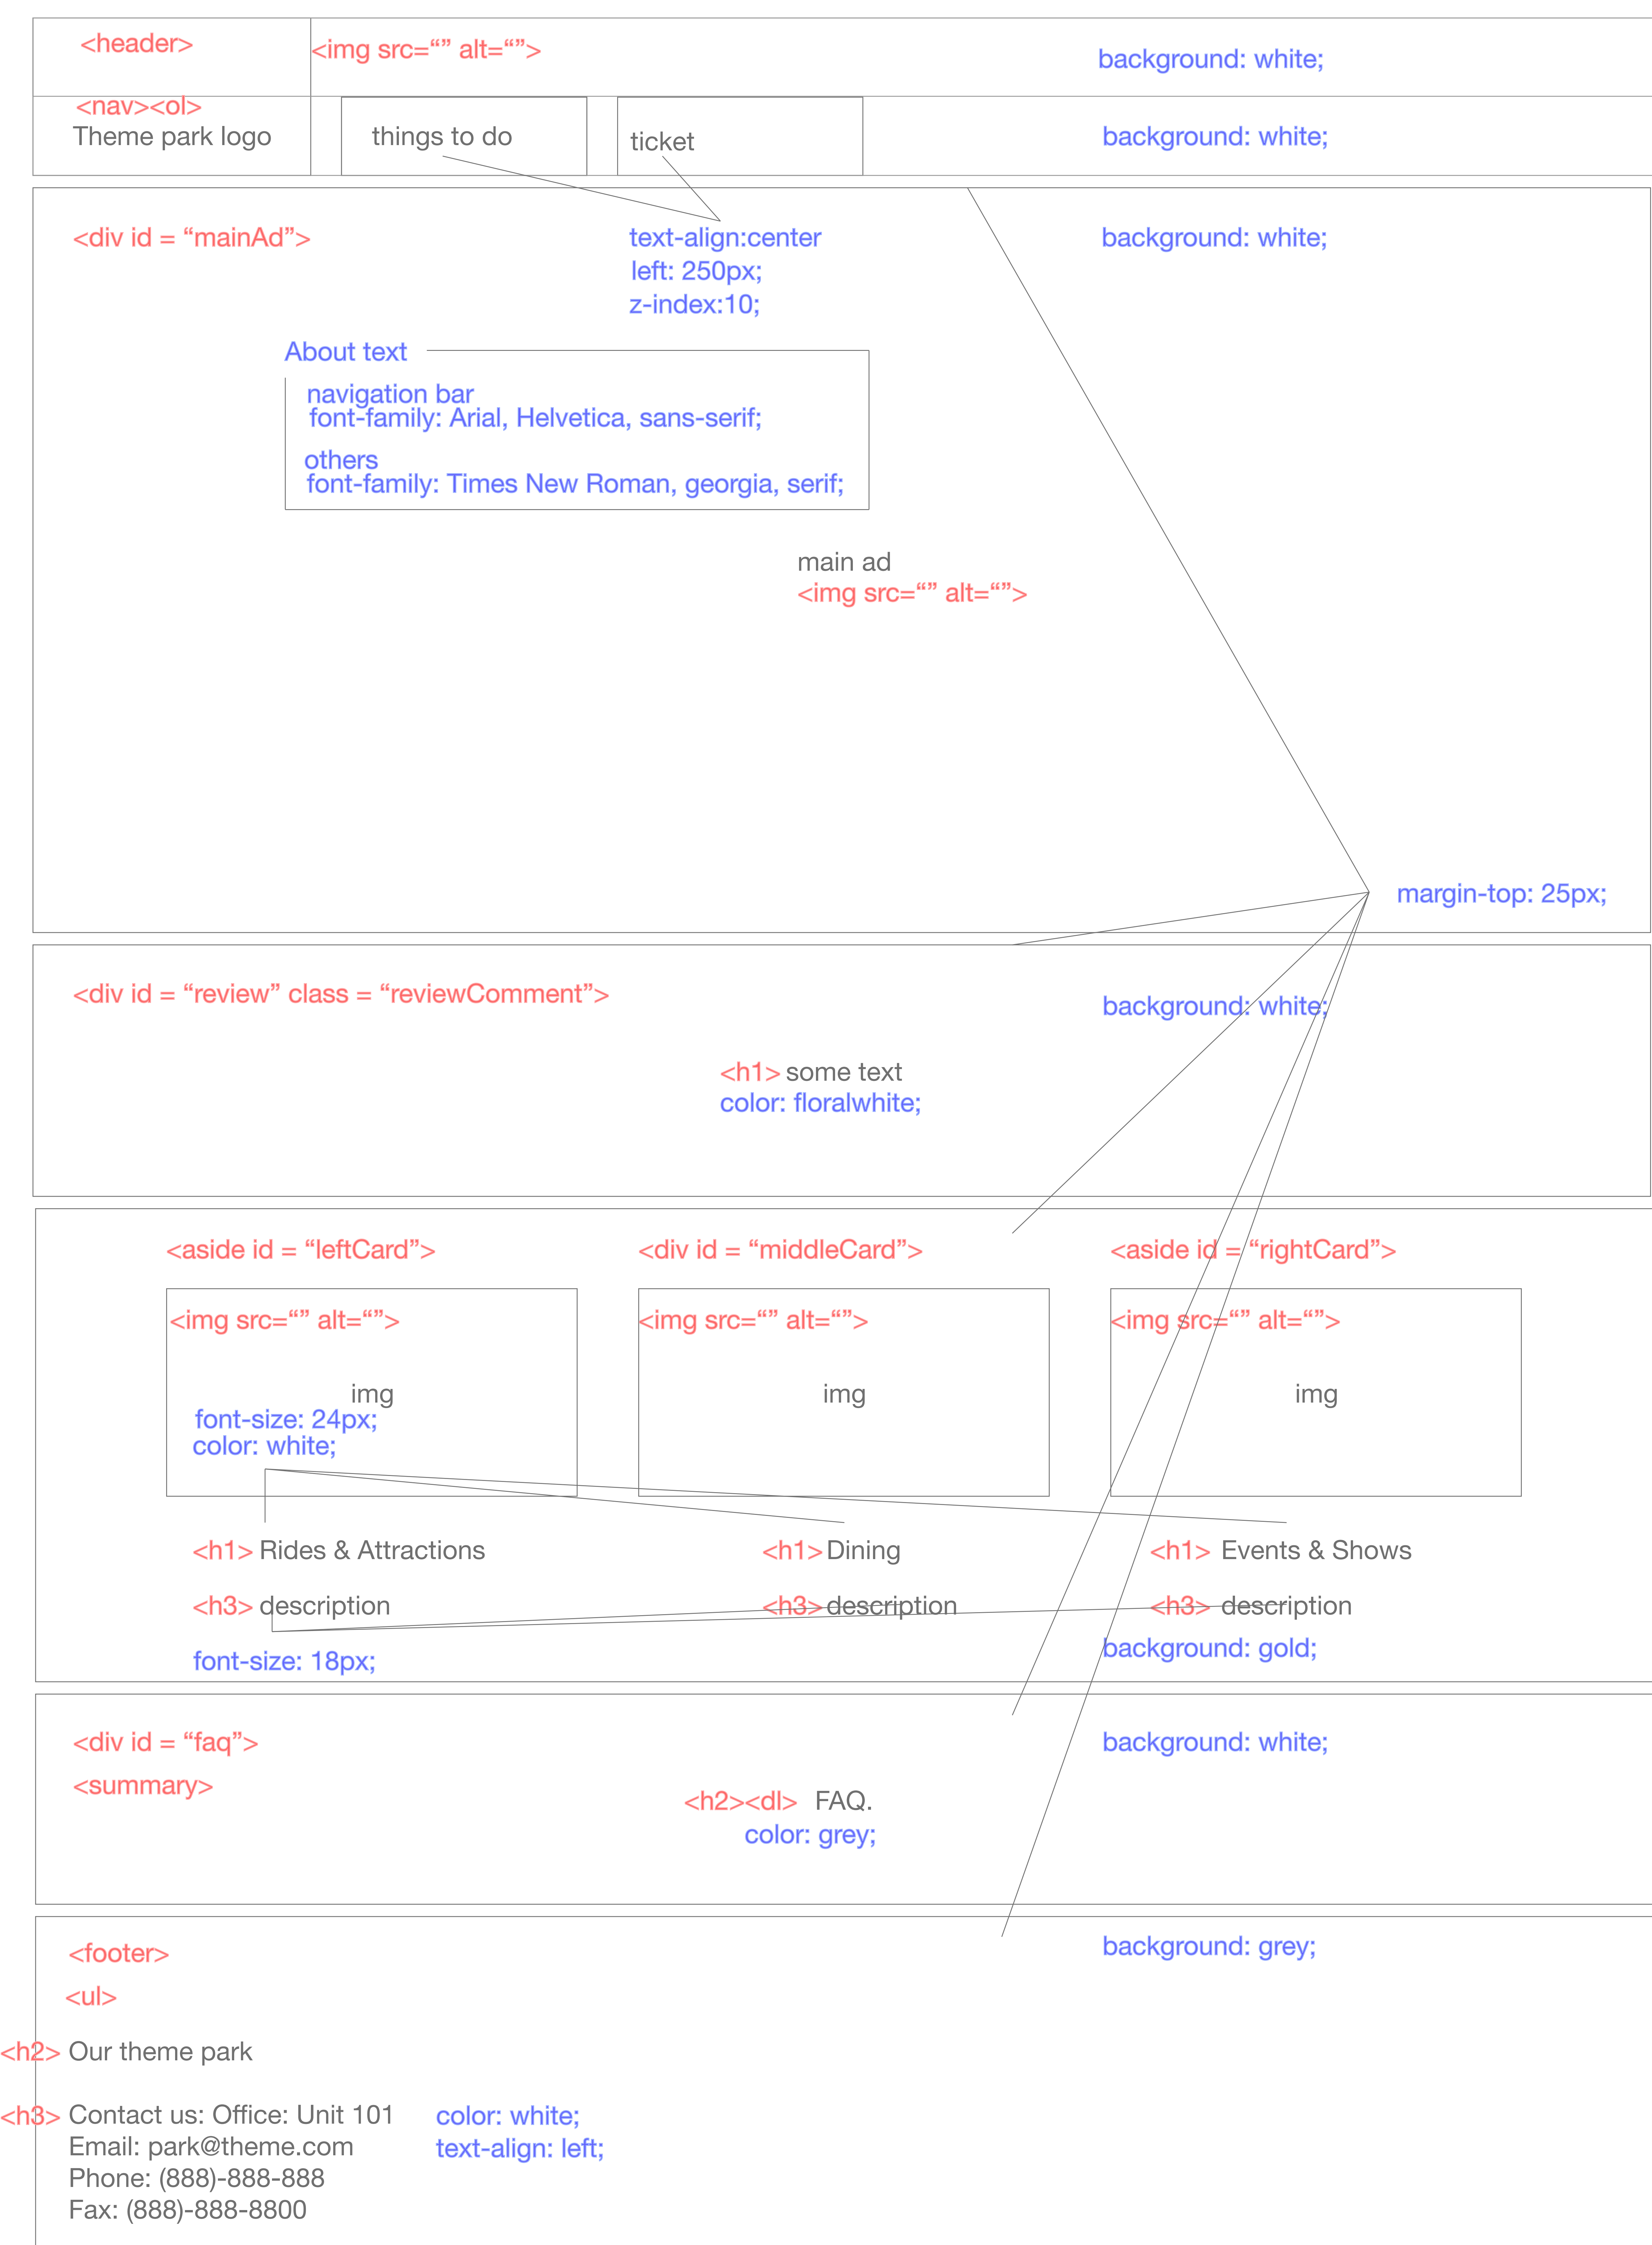 <header>
<img src=“” alt=“”>
background: white;
<nav><ol>
Theme park logo
things to do
ticket
background: white;
<div id = “mainAd”>
text-align:center
left: 250px;
z-index:10;
background: white;
About text
navigation bar
font-family: Arial, Helvetica, sans-serif;
others
font-family: Times New Roman, georgia, serif;
main ad
<img src=“” alt=“”>
margin-top: 25px;
<div id = “review” class = “reviewComment”>
background: white;
<h1> some text
color: floralwhite;
<aside id = “leftCard”>
<div id = “middleCard”>
<aside id = “rightCard”>
<img src=“” alt=“”>
<img src=“” alt=“”>
<img src=“” alt=“”>
img
img
img
font-size: 24px;
color: white;
<h1> Rides & Attractions
<h1> Dining
<h1> Events & Shows
<h3> description
<h3> description
<h3> description
font-size: 18px;
background: gold;
<div id = “faq”>
<summary>
background: white;
<h2><dl> FAQ.
color: grey;
<footer>
<ul>
background: grey;
<h2> Our theme park
<h3> Contact us: Office: Unit 101
Email: park@theme.com
Phone: (888)-888-888
Fax: (888)-888-8800
color: white;
text-align: left;